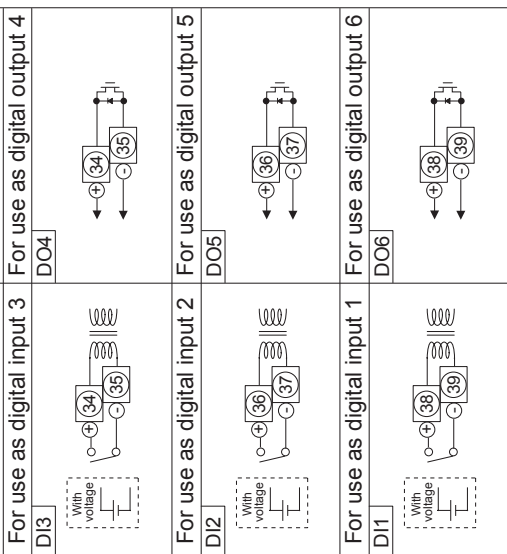 For use as digital input 3
DI3
With
voltage
+
34
-
35
For use as digital output 4
DO4
+
34
-
35
For use as digital input 2
DI2
With
voltage
+
36
-
37
For use as digital output 5
DO5
+
36
-
37
For use as digital input 1
DI1
With
voltage
+
38
-
39
For use as digital output 6
DO6
+
38
-
39